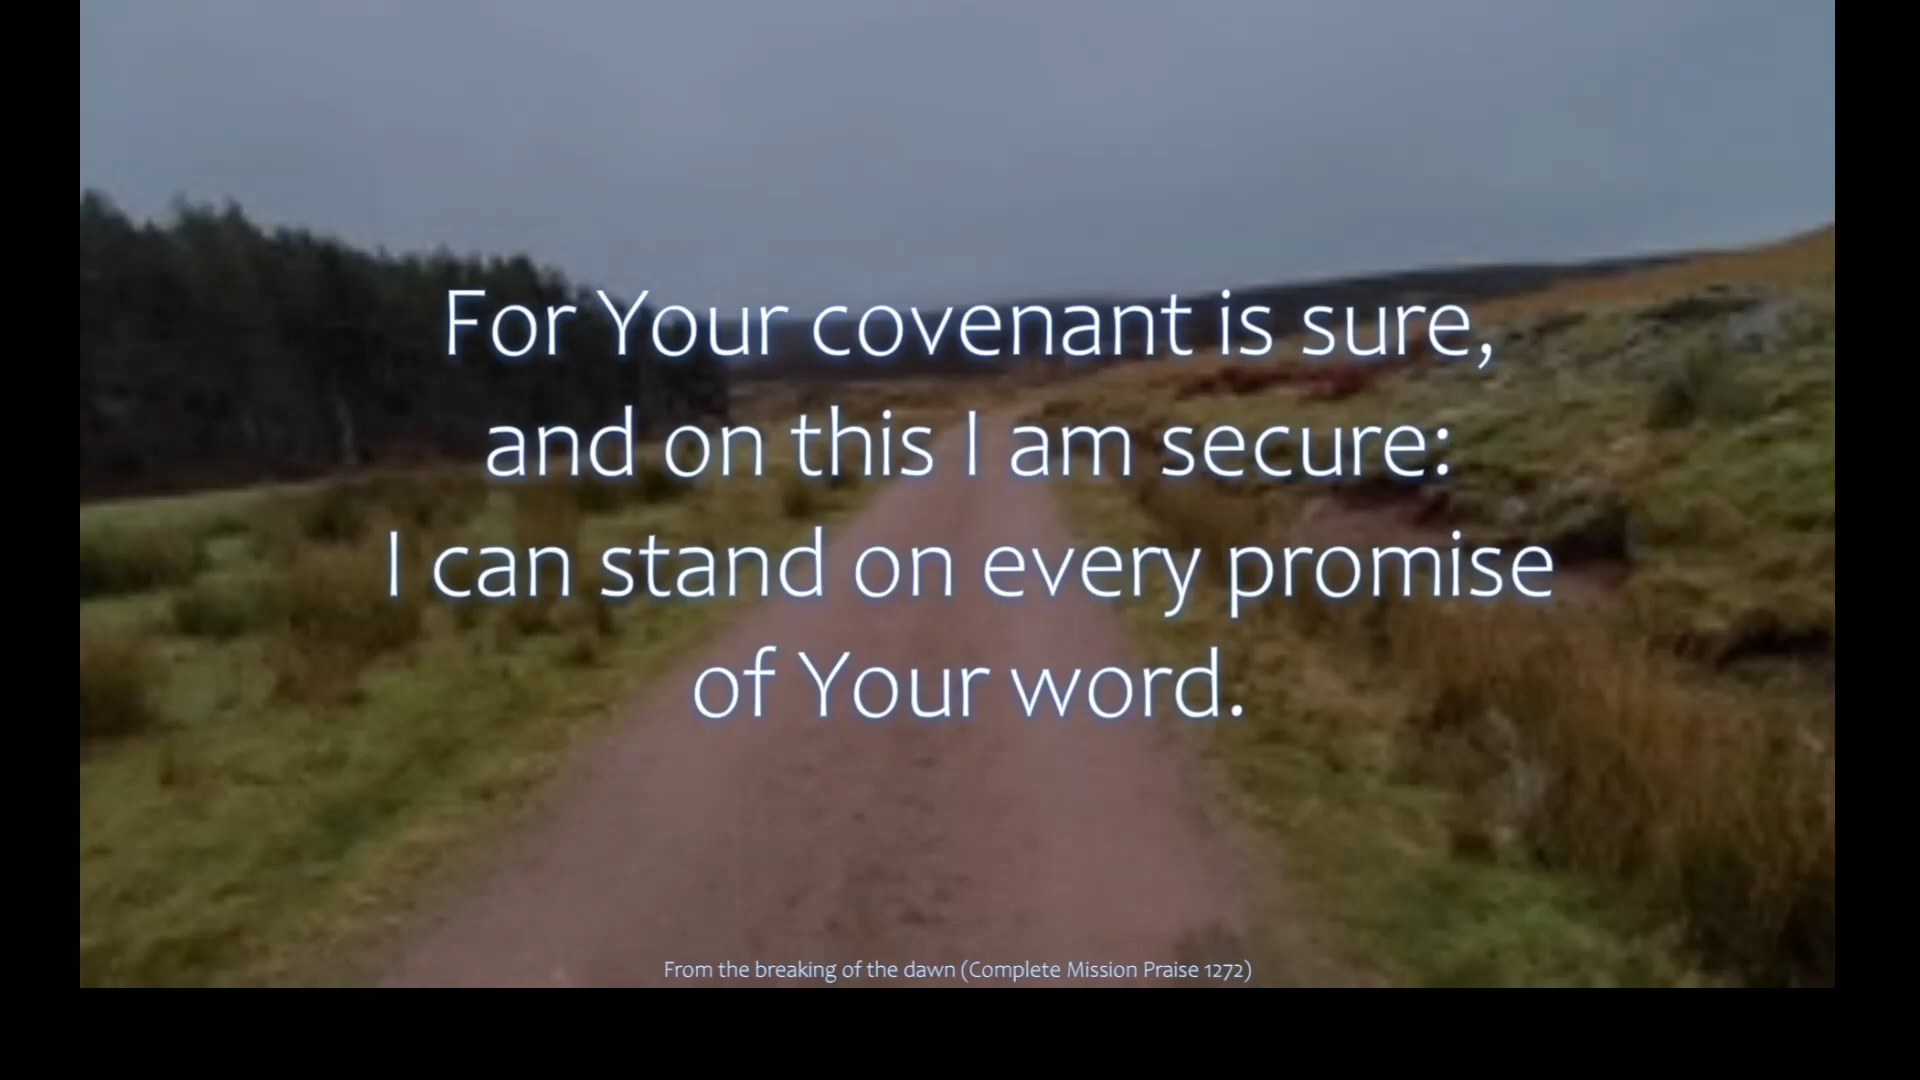 For Your covenant is sure,
and on this I am secure:
I can stand on every promise
of Your word.
From the breaking of the dawn (Complete Mission Praise 1272)